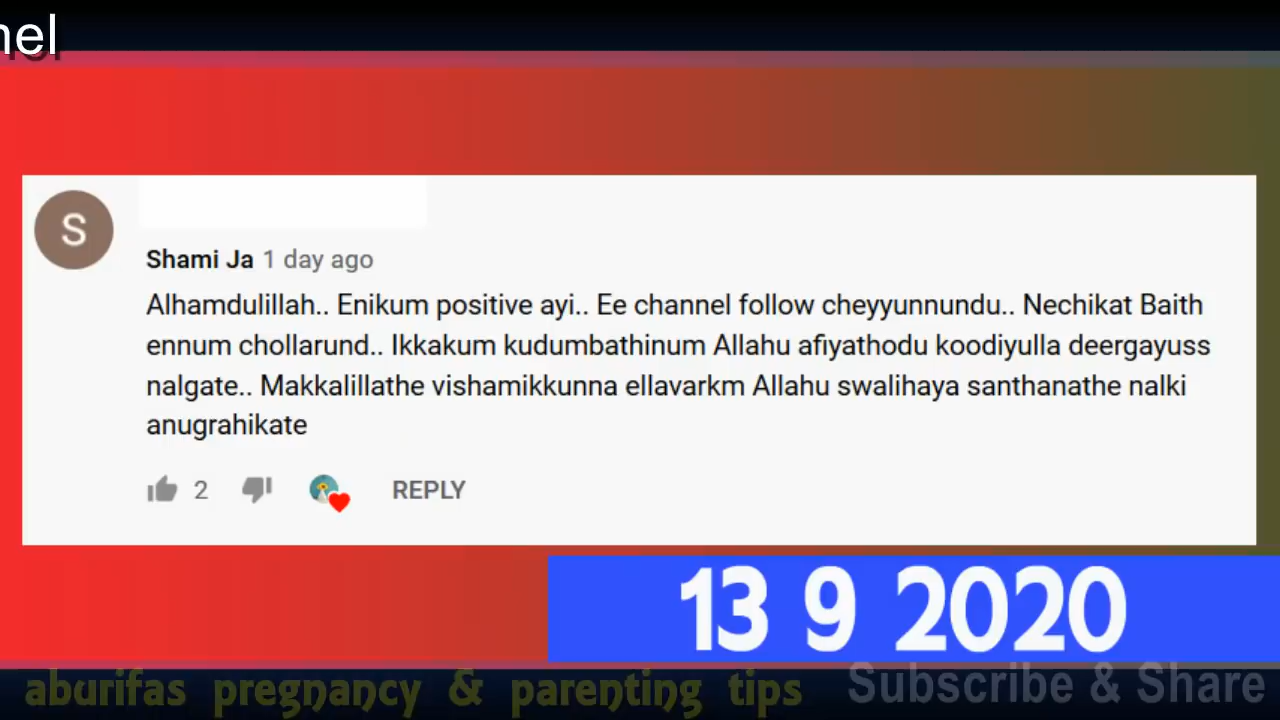 nel
S
Shami Ja 1 day ago
Alhamdulillah.. Enikum positive ayi.. Ee channel follow cheyyunnundu.. Nechikat Baith
ennum chollarund.. Ikkakum kudumbathinum Allahu afiyathodu koodiyulla deergayuss
nalgate.. Makkalillathe vishamikkunna ellavarkm Allahu swalihaya santhanathe nalki
anugrahikate
2 REPLY
13 9 2020
aburifas pregnancy & parenting tips Subscribe & Share